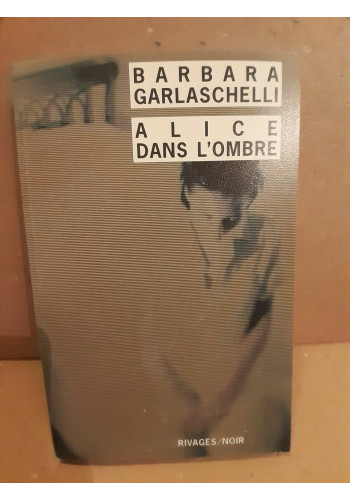 BARBARA
GARLASCHELLI
ALICE
DANS L'OMBRE
RIVAGES/NOIR